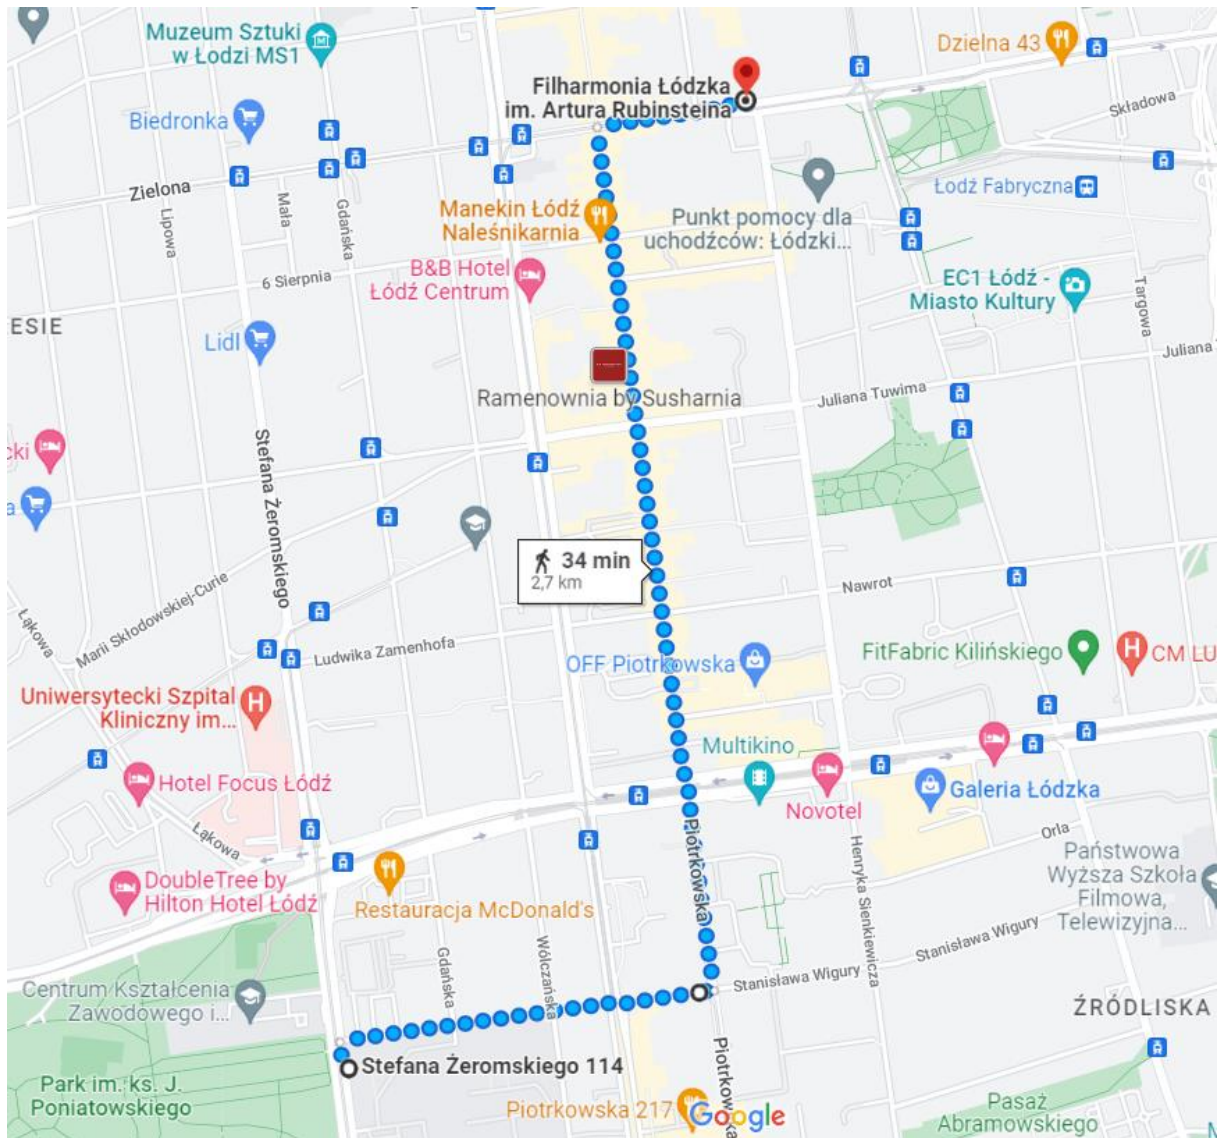 Muzeum Sztuki
w Łodzi MS1
Dzielna 43
Filharmonia Łódzka
im. Artura Rubinsteina
Składowa
Biedronka
Zielona
Lipowa
Mała
Gdańska
Łodź Fabryczna
Manekin Łódź
Naleśnikarnia
Punkt pomocy dla
uchodźców: Łódzki...
6 Sierpnia
B&B Hotel
Łódź Centrum
EC1 Łódź -
Miasto Kultury
Targowa
ESIE
Lidl
Juliana
Ramenownia by Susharnia
Juliana Tuwima
cki
Stefana Żeromskiego
a
34 min
2,7 km
Nawrot
Marii Skłodowskiej-Curie
Łąkowa
Ludwika Zamenhofa
OFF Piotrkowska
FitFabric Kilińskiego
CM LU
Uniwersytecki Szpital
Kliniczny im...
Multikino
Hotel Focus Łódź
Novotel
Galeria Łódzka
Łąkowa
Piotrkowska
Orla
Henryka Sienkiewicza
Państwowa
Wyższa Szkoła
Filmowa,
Telewizyjna...
DoubleTree by
Hilton Hotel Łódź
Restauracja McDonald's
Gdańska
Wólczańska
Stanisława Wigury
Stanisława Wigury
Centrum Kształcenia
Zawodowego i...
ŹRÓDLISKA
Stefana Żeromskiego 114
Piotrkowska
Park im. ks. J.
Poniatowskiego
Piotrkowska 217
Google
Pasaż
Abramowskiego